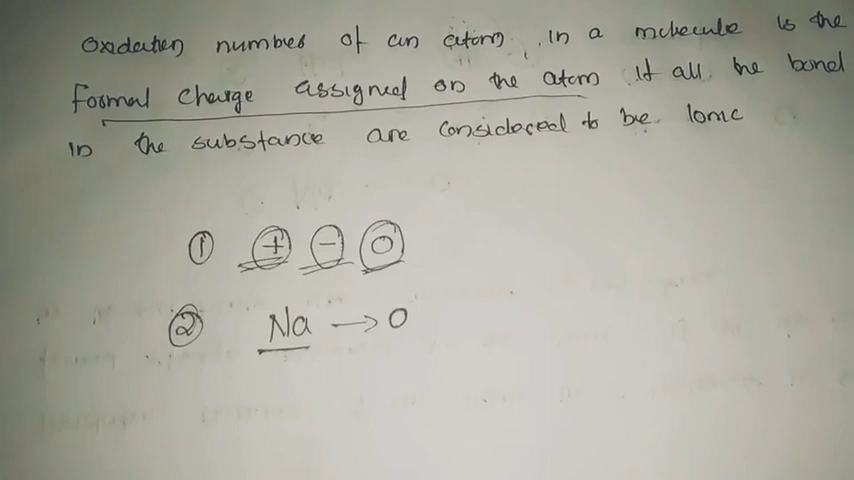 Oxidation number of an atom in a molecule is the
formal charge assigned on the atom if all the bond
in the substance are considered to be Ionic
① + - 0
② Na → 0